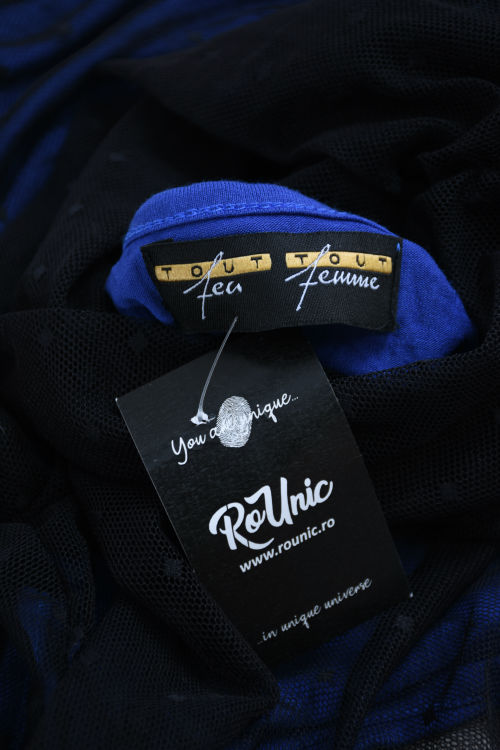 TOUT TOUT
feu femme
You are unique...
RoUnic
www.rounic.ro
...in unique universe